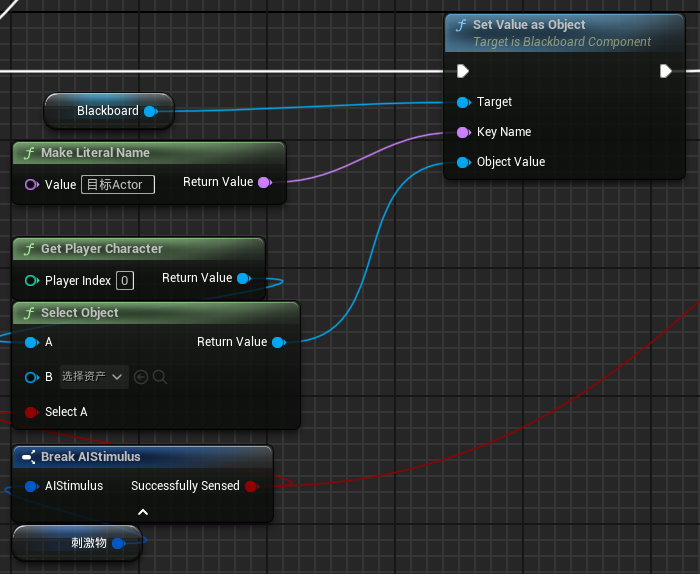 f Set Value as Object
Target is Blackboard Component
Blackboard
Target
Key Name
Object Value
f Make Literal Name
Value 目标Actor Return Value
f Get Player Character
Player Index 0 Return Value
f Select Object
A Return Value
B 选择资产
Select A
Break AIStimulus
AIStimulus Successfully Sensed
刺激物